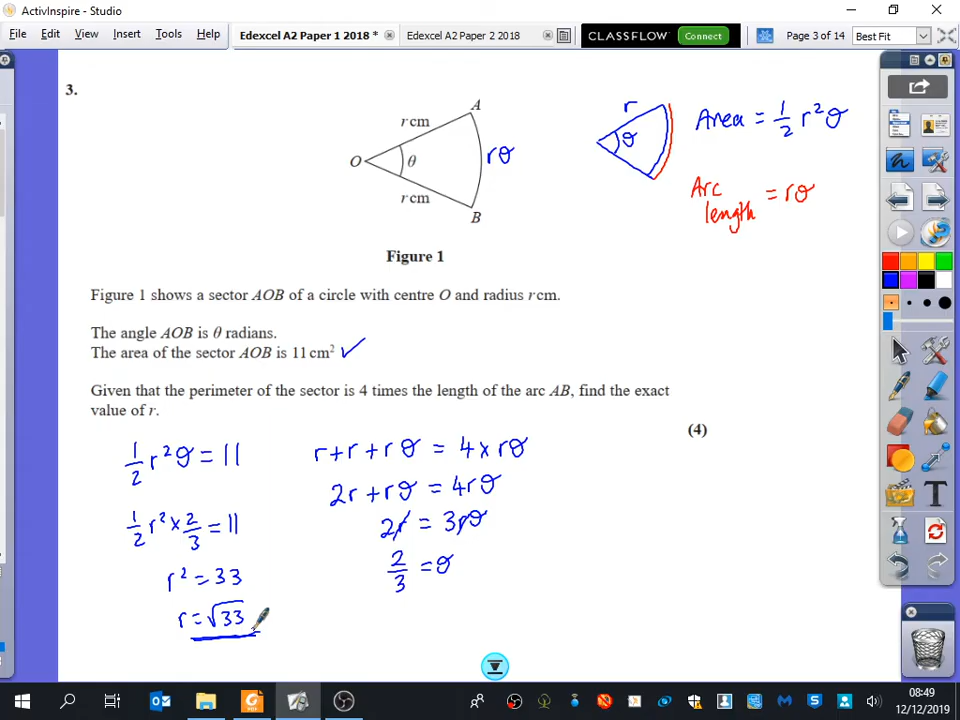 ActivInspire - Studio
File Edit View Insert Tools Help
Edexcel A2 Paper 1 2018 *
Edexcel A2 Paper 2 2018
CLASSFLOW Connect
Page 3 of 14
Best Fit
3.
A
r cm
O
θ
rθ
r cm
B
Figure 1
r
θ
Area = 1/2 r²θ
Arc length = rθ
Figure 1 shows a sector AOB of a circle with centre O and radius r cm.
The angle AOB is θ radians.
The area of the sector AOB is 11 cm² ✓
Given that the perimeter of the sector is 4 times the length of the arc AB, find the exact
value of r.
(4)
1/2 r²θ = 11
1/2 r² × 2/3 = 11
r² = 33
r = √33
r + r + rθ = 4 × rθ
2r + rθ = 4rθ
2r = 3rθ
2/3 = θ
08:49
12/12/2019